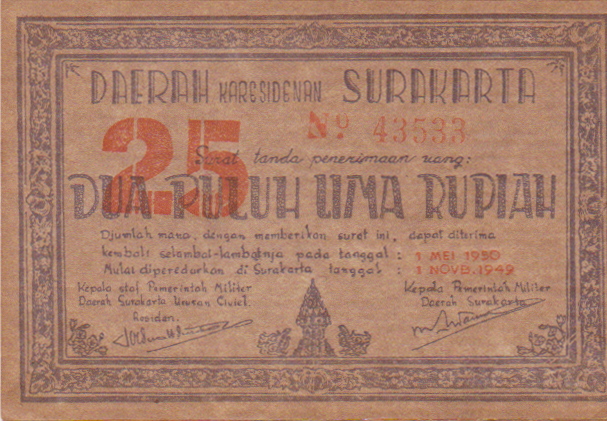 DAERAH KARESIDENAN SURAKARTA
25
No 43533
Surat tanda penerimaan uang:
DUA PULUH LIMA RUPIAH
Djumlah mana, dengan memberikan surat ini, dapat diterima
kembali selambat-lambatnja pada tanggal : 1 MEI 1950
Mulai diperedarkan di Surakarta tanggal : 1 NOVB. 1949
Kepala staf Pemerintah Militer
Daerah Surakarta Urusan Civiel.
Residen.
Kepala Pemerintah Militer
Daerah Surakarta